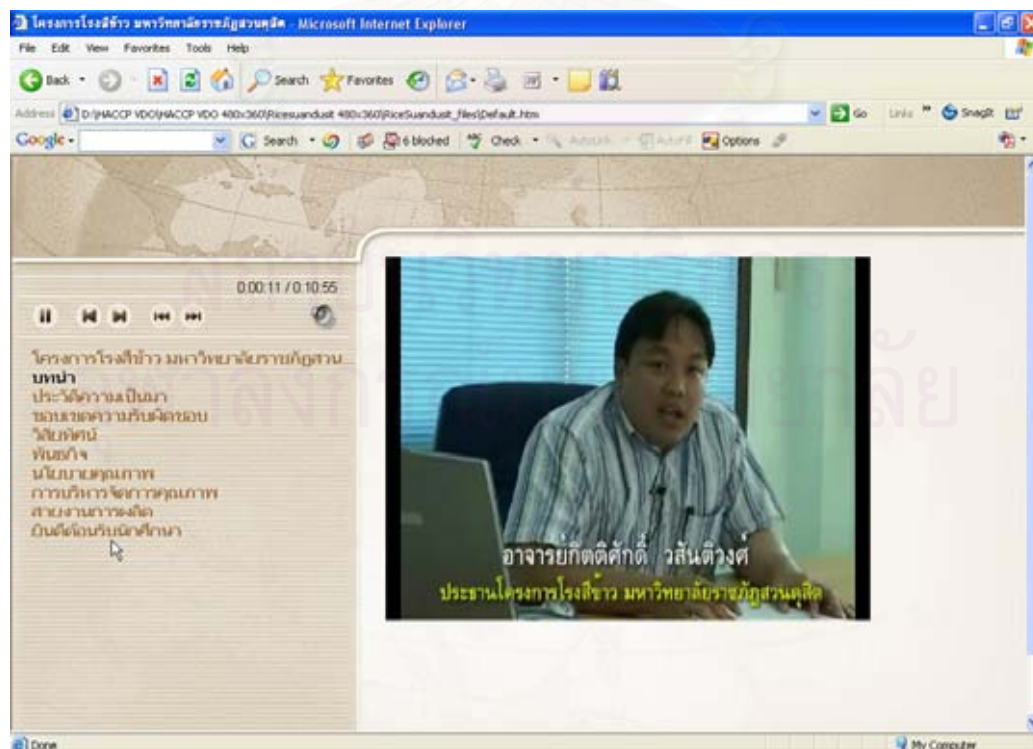 โครงการโรงสีข้าว มหาวิทยาลัยราชภัฏสวนดุสิต - Microsoft Internet Explorer
File Edit View Favorites Tools Help
Back Search Favorites
Address D:\HACCP VDO\HACCP VDO 480x360\Ricesuandusit 480x360\RiceSuandusit_files\Default.htm Go Links SnagIt
Google Search 6 blocked Check AutoLink AutoFill Options
0:00:11 / 0:10:55
โครงการโรงสีข้าว มหาวิทยาลัยราชภัฏสวน...
บทนำ
ประวัติความเป็นมา
ขอบเขตความรับผิดชอบ
วิสัยทัศน์
พันธกิจ
นโยบายคุณภาพ
การบริหารจัดการคุณภาพ
สายงานการผลิต
ยินดีต้อนรับนักศึกษา
อาจารย์กิตติศักดิ์ วสันติวงศ์
ประธานโครงการโรงสีข้าว มหาวิทยาลัยราชภัฏสวนดุสิต
Done My Computer